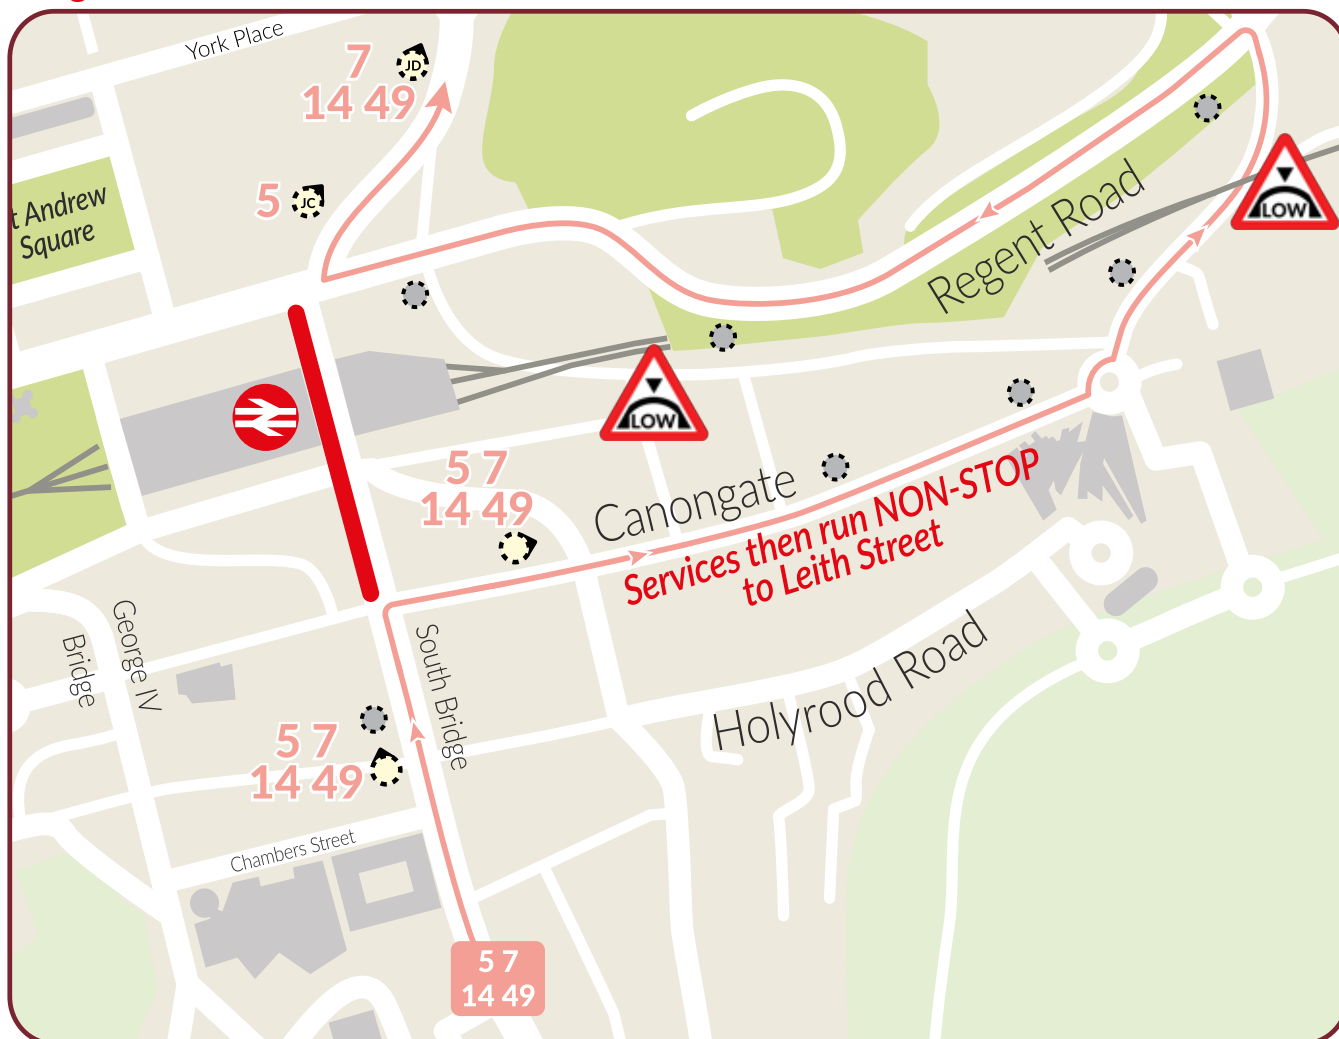 York Place
7
14 49
JD
5
JC
t Andrew
Square
Regent Road
LOW
LOW
5 7
14 49
Canongate
Services then run NON-STOP
to Leith Street
George IV
Bridge
South Bridge
Holyrood Road
5 7
14 49
Chambers Street
5 7
14 49